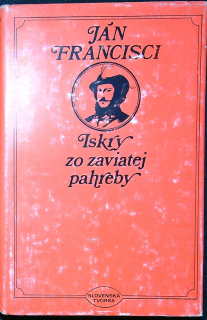 JÁN
FRANCISCI
Iskry
zo zaviatej
pahreby
SLOVENSKÁ
TVORBA